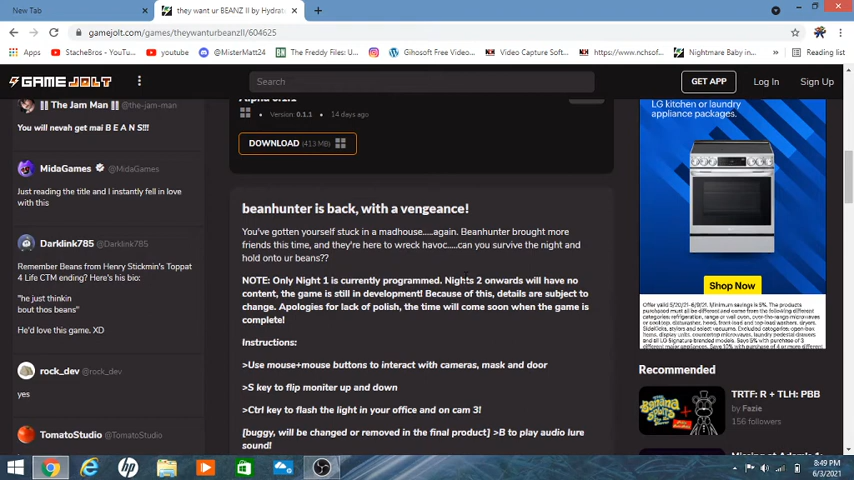 New Tab
they want ur BEANZ II by Hydrat
gamejolt.com/games/theywanturbeanzII/604625
Apps
StacheBros - YouTu...
youtube
@MisterMatt24
The Freddy Files: U...
Gihosoft Free Video...
Video Capture Soft...
https://www.nchsof...
Nightmare Baby in...
Reading list
GAME JOLT
Search
GET APP
Log In
Sign Up
The Jam Man
@the-jam-man
You will nevah get mai B E A N S!!!
MidaGames
@MidaGames
Just reading the title and I instantly fell in love
with this
Darklink785
@Darklink785
Remember Beans from Henry Stickmin's Toppat
4 Life CTM ending? Here's his bio:
"he just thinkin
bout thos beans"
He'd love this game. XD
rock_dev @rock_dev
yes
TomatoStudio @TomatoStudio
Alpha 0.1.1
Version: 0.1.1
14 days ago
DOWNLOAD (413 MB)
beanhunter is back, with a vengeance!
You've gotten yourself stuck in a madhouse.....again. Beanhunter brought more
friends this time, and they're here to wreck havoc.....can you survive the night and
hold onto ur beans??
NOTE: Only Night 1 is currently programmed. Nights 2 onwards will have no
content, the game is still in development! Because of this, details are subject to
change. Apologies for lack of polish, the time will come soon when the game is
complete!
Instructions:
>Use mouse+mouse buttons to interact with cameras, mask and door
>S key to flip moniter up and down
>Ctrl key to flash the light in your office and on cam 3!
[buggy, will be changed or removed in the final product] >B to play audio lure
sound!
LG kitchen or laundry
appliance packages.
Shop Now
Recommended
TRTF: R + TLH: PBB
by Fazie
156 followers
8:49 PM
6/3/2021